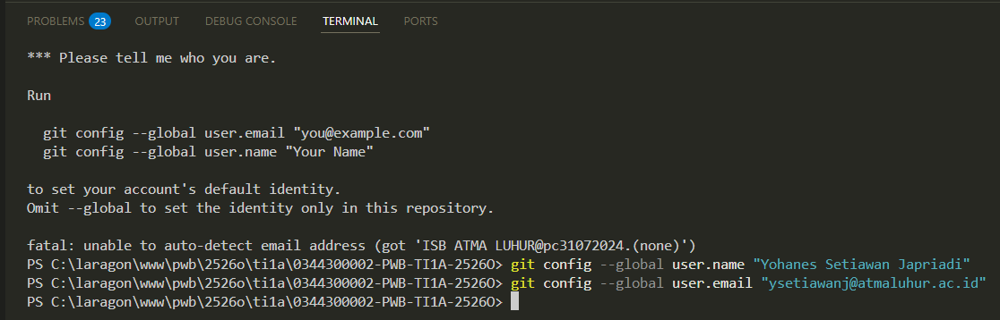 PROBLEMS 23 OUTPUT DEBUG CONSOLE TERMINAL PORTS
*** Please tell me who you are.
Run
git config --global user.email "you@example.com"
git config --global user.name "Your Name"
to set your account's default identity.
Omit --global to set the identity only in this repository.
fatal: unable to auto-detect email address (got 'ISB ATMA LUHUR@pc31072024.(none)')
PS C:\laragon\www\pwb\2526o\ti1a\0344300002-PWB-TI1A-2526O> git config --global user.name "Yohanes Setiawan Japriadi"
PS C:\laragon\www\pwb\2526o\ti1a\0344300002-PWB-TI1A-2526O> git config --global user.email "ysetiawanj@atmaluhur.ac.id"
PS C:\laragon\www\pwb\2526o\ti1a\0344300002-PWB-TI1A-2526O>